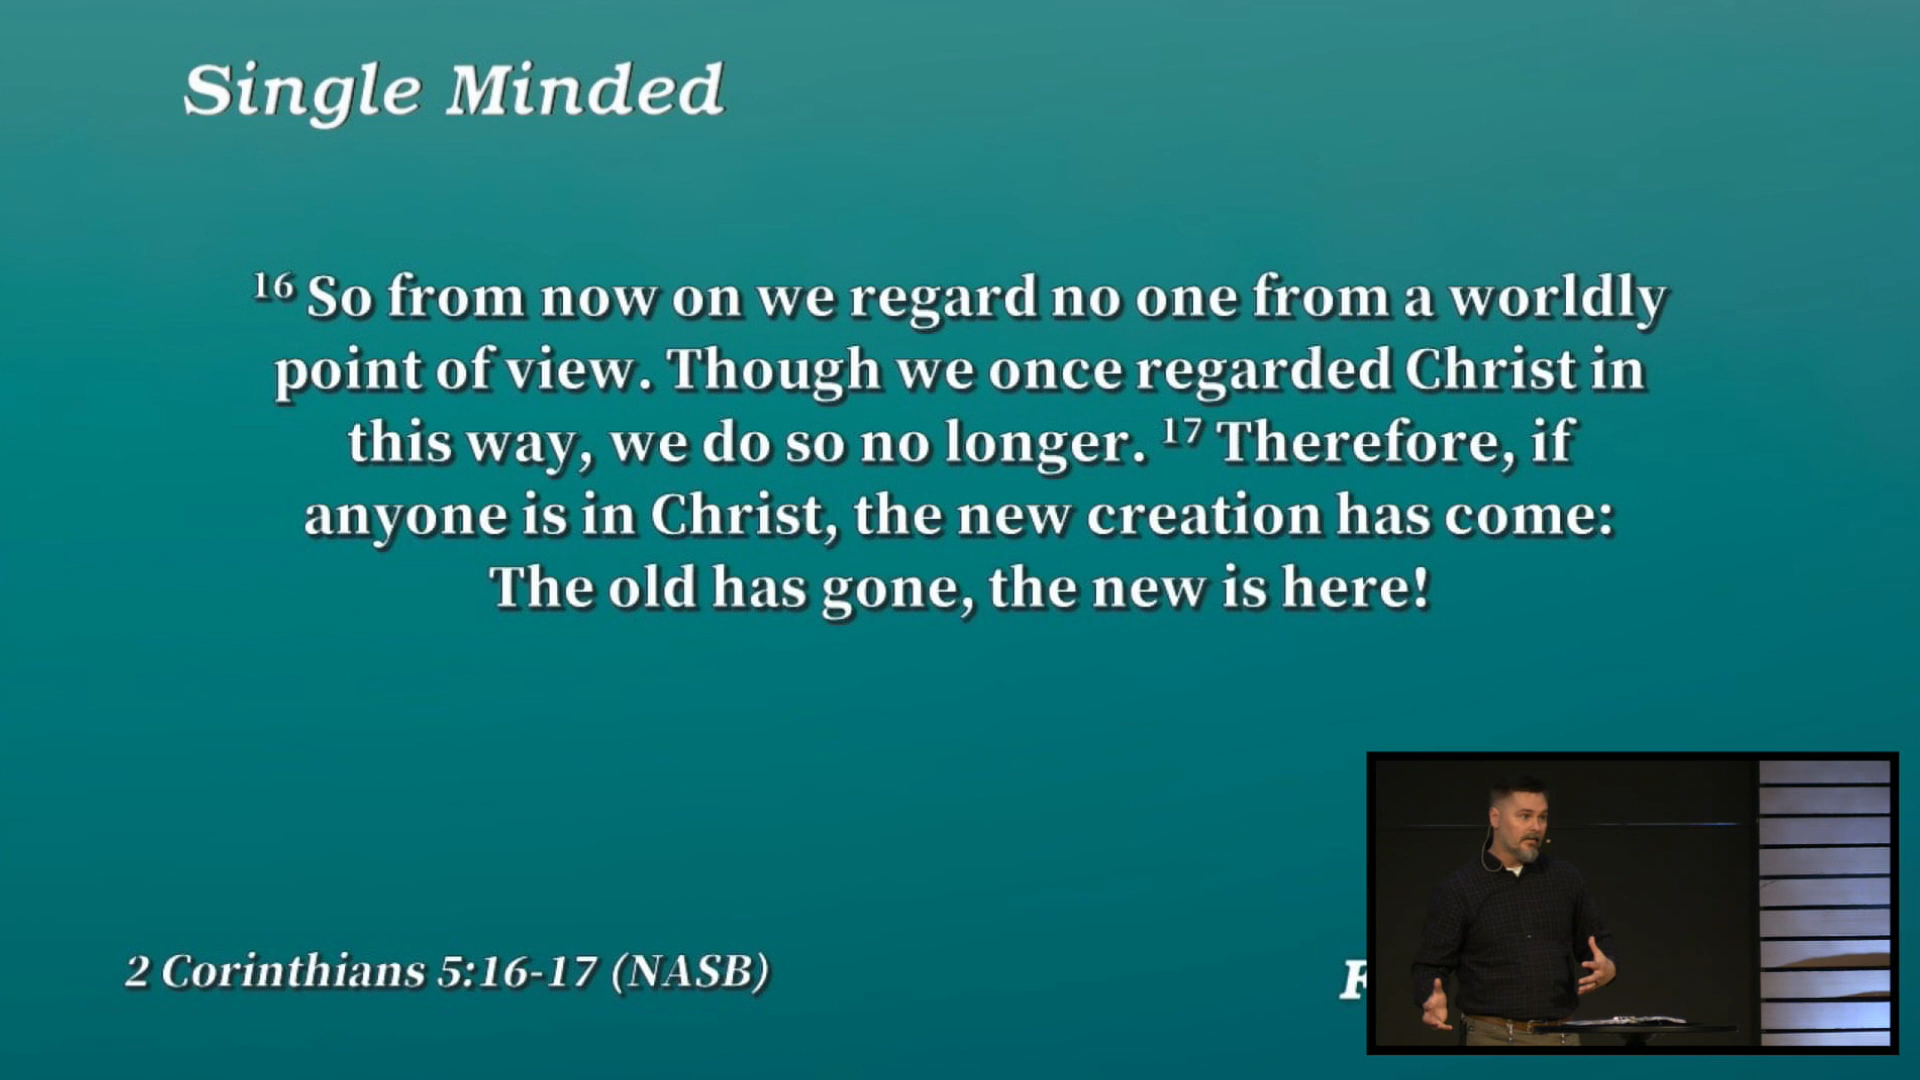 Single Minded
16 So from now on we regard no one from a worldly
point of view. Though we once regarded Christ in
this way, we do so no longer. 17 Therefore, if
anyone is in Christ, the new creation has come:
The old has gone, the new is here!
2 Corinthians 5:16-17 (NASB)